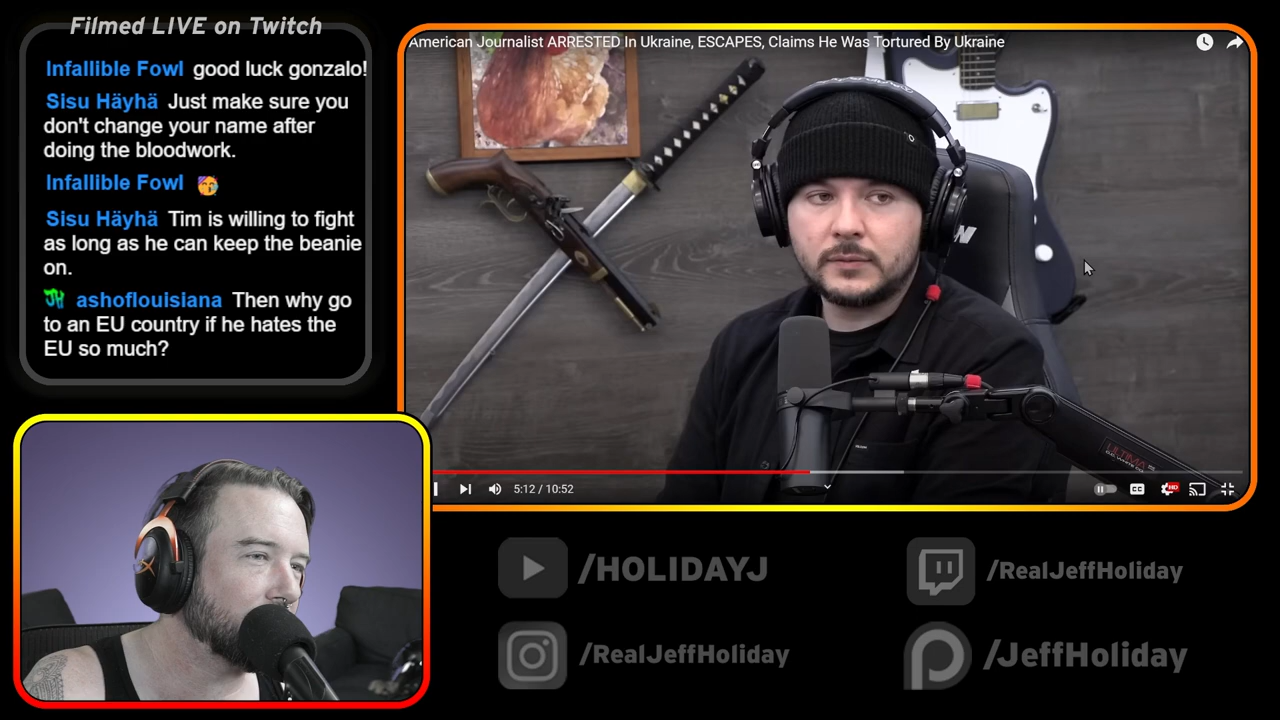 Filmed LIVE on Twitch
Infallible Fowl good luck gonzalo!
Sisu Häyhä Just make sure you
don't change your name after
doing the bloodwork.
Infallible Fowl 🥳
Sisu Häyhä Tim is willing to fight
as long as he can keep the beanie
on.
JH ashoflouisiana Then why go
to an EU country if he hates the
EU so much?
American Journalist ARRESTED In Ukraine, ESCAPES, Claims He Was Tortured By Ukraine
ULTIMA
5:12 / 10:52
CC
HD
/HOLIDAYJ
/RealJeffHoliday
/RealJeffHoliday
/JeffHoliday